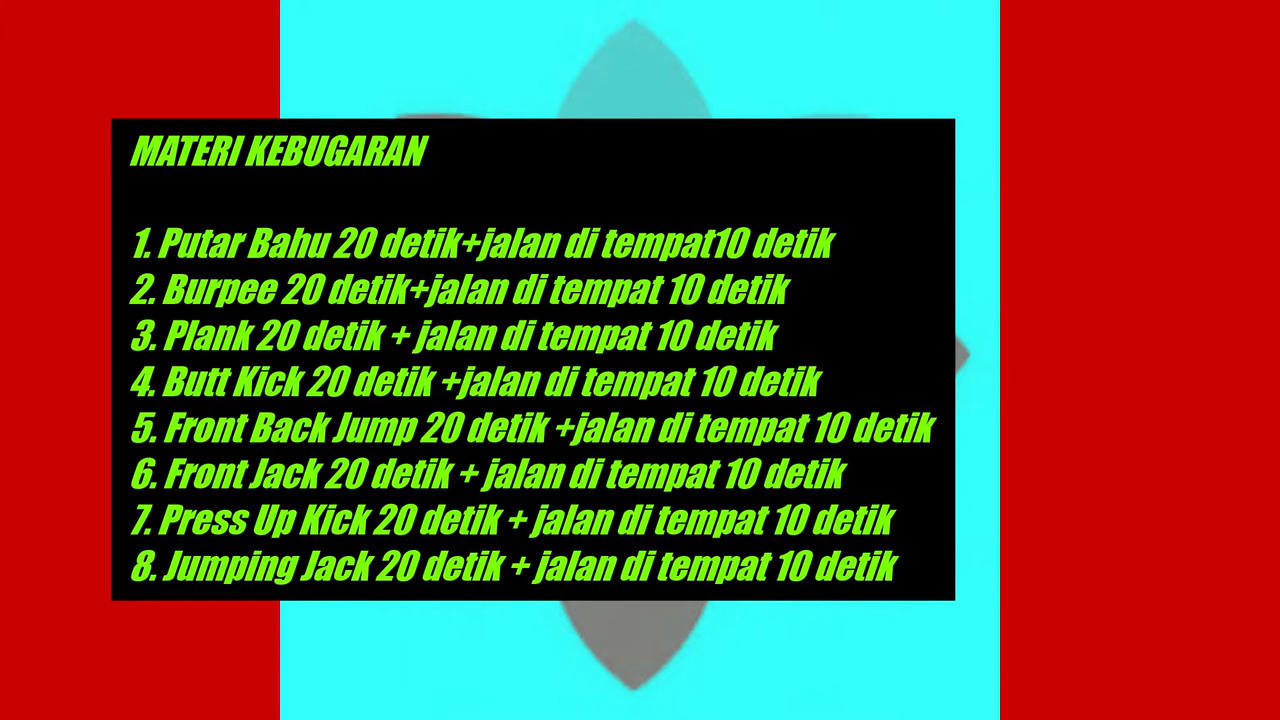 MATERI KEBUGARAN
1. Putar Bahu 20 detik+jalan di tempat10 detik
2. Burpee 20 detik+jalan di tempat 10 detik
3. Plank 20 detik + jalan di tempat 10 detik
4. Butt Kick 20 detik +jalan di tempat 10 detik
5. Front Back Jump 20 detik +jalan di tempat 10 detik
6. Front Jack 20 detik + jalan di tempat 10 detik
7. Press Up Kick 20 detik + jalan di tempat 10 detik
8. Jumping Jack 20 detik + jalan di tempat 10 detik